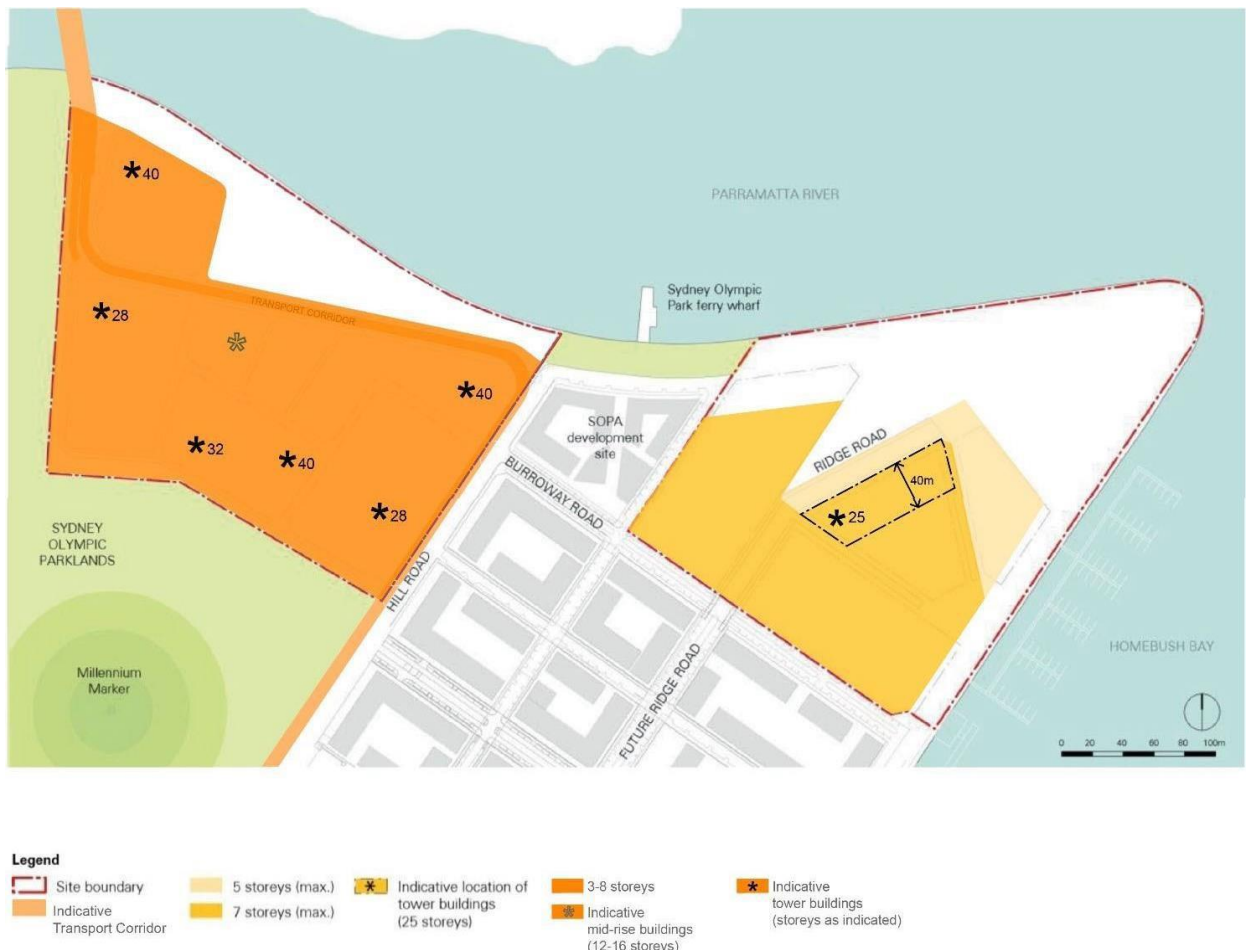 PARRAMATTA RIVER
40
28
TRANSPORT CORRIDOR
Sydney Olympic
Park ferry wharf
40
32
40
28
SOPA
development
site
RIDGE ROAD
40m
25
BURROWAY ROAD
SYDNEY
OLYMPIC
PARKLANDS
HILL ROAD
FUTURE RIDGE ROAD
HOMEBUSH BAY
Millennium
Marker
0 20 40 60 80 100m
Legend
Site boundary
Indicative
Transport Corridor
5 storeys (max.)
7 storeys (max.)
Indicative location of
tower buildings
(25 storeys)
3-8 storeys
Indicative
mid-rise buildings
(12-16 storeys)
Indicative
tower buildings
(storeys as indicated)